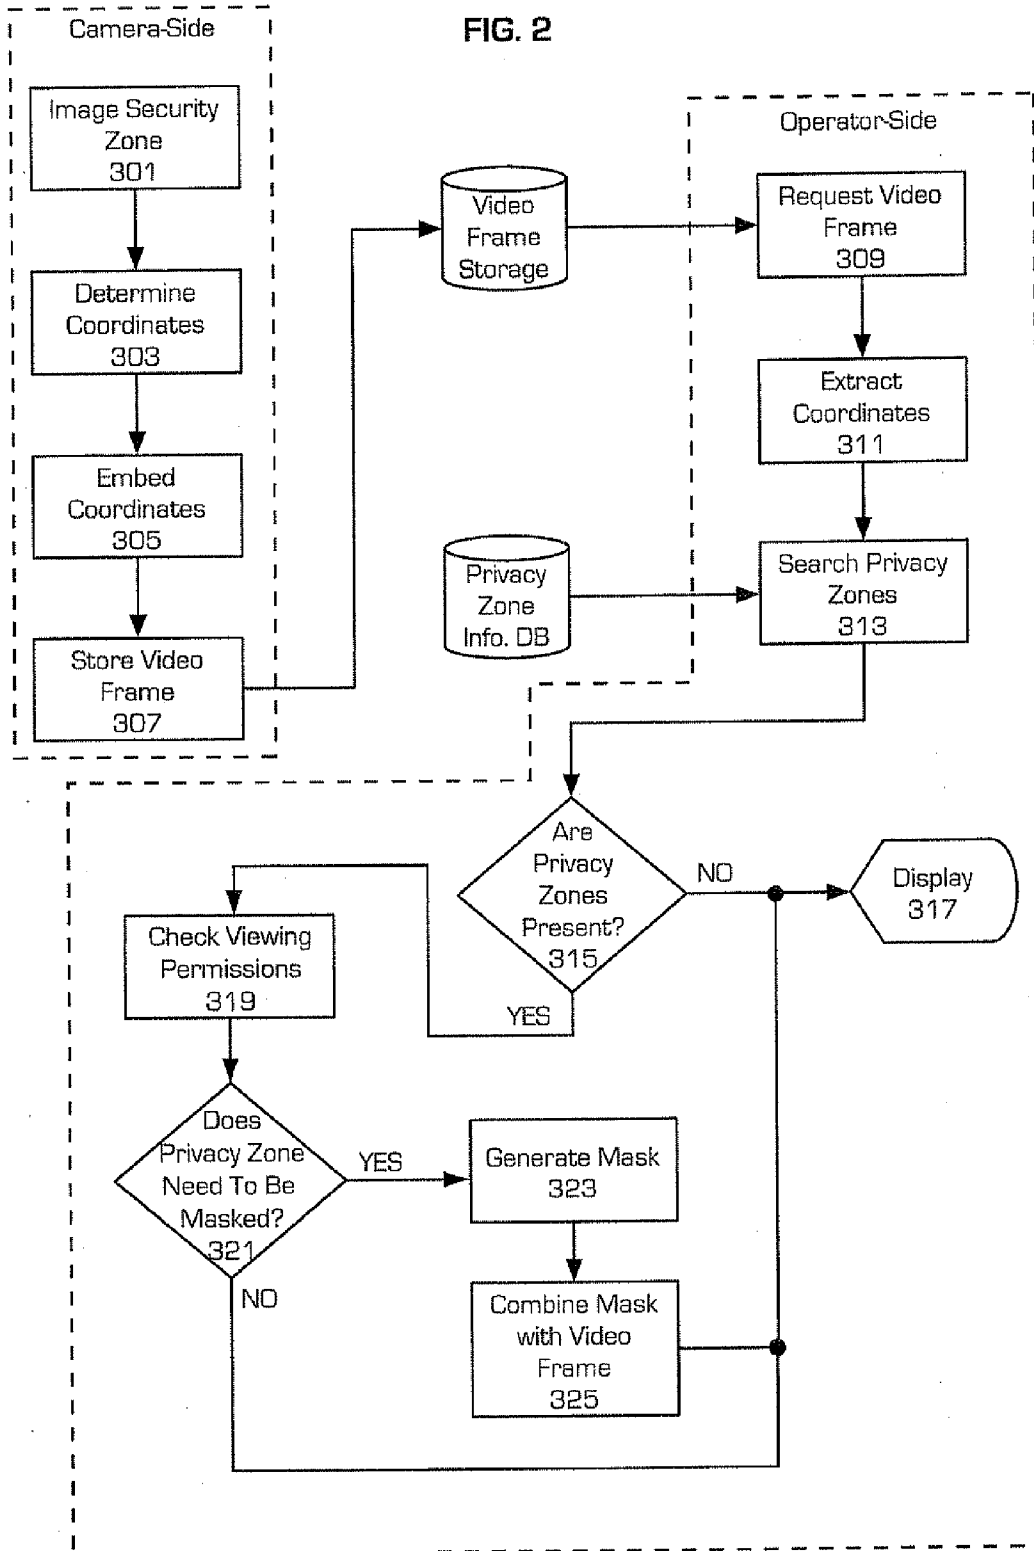 FIG. 2
Camera-Side
Image Security
Zone
301
Determine
Coordinates
303
Embed
Coordinates
305
Store Video
Frame
307
Video
Frame
Storage
Privacy
Zone
Info. DB
Operator-Side
Request Video
Frame
309
Extract
Coordinates
311
Search Privacy
Zones
313
Are
Privacy
Zones
Present?
315
NO
YES
Display
317
Check Viewing
Permissions
319
Does
Privacy Zone
Need To Be
Masked?
321
YES
NO
Generate Mask
323
Combine Mask
with Video
Frame
325